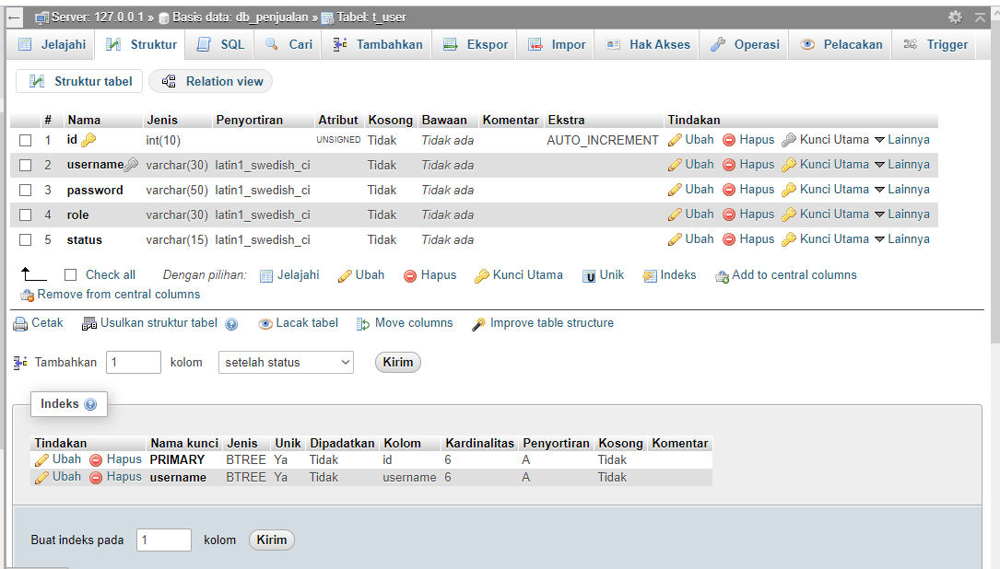 Server: 127.0.0.1 » Basis data: db_penjualan » Tabel: t_user
Jelajahi Struktur SQL Cari Tambahkan Ekspor Impor Hak Akses Operasi Pelacakan Trigger
Struktur tabel Relation view
# Nama Jenis Penyortiran Atribut Kosong Bawaan Komentar Ekstra Tindakan
1 id int(10) UNSIGNED Tidak Tidak ada AUTO_INCREMENT Ubah Hapus Kunci Utama Lainnya
2 username varchar(30) latin1_swedish_ci Tidak Tidak ada Ubah Hapus Kunci Utama Lainnya
3 password varchar(50) latin1_swedish_ci Tidak Tidak ada Ubah Hapus Kunci Utama Lainnya
4 role varchar(30) latin1_swedish_ci Tidak Tidak ada Ubah Hapus Kunci Utama Lainnya
5 status varchar(15) latin1_swedish_ci Tidak Tidak ada Ubah Hapus Kunci Utama Lainnya
Check all Dengan pilihan: Jelajahi Ubah Hapus Kunci Utama Unik Indeks Add to central columns
Remove from central columns
Cetak Usulkan struktur tabel Lacak tabel Move columns Improve table structure
Tambahkan 1 kolom setelah status Kirim
Indeks
Tindakan Nama kunci Jenis Unik Dipadatkan Kolom Kardinalitas Penyortiran Kosong Komentar
Ubah Hapus PRIMARY BTREE Ya Tidak id 6 A Tidak
Ubah Hapus username BTREE Ya Tidak username 6 A Tidak
Buat indeks pada 1 kolom Kirim